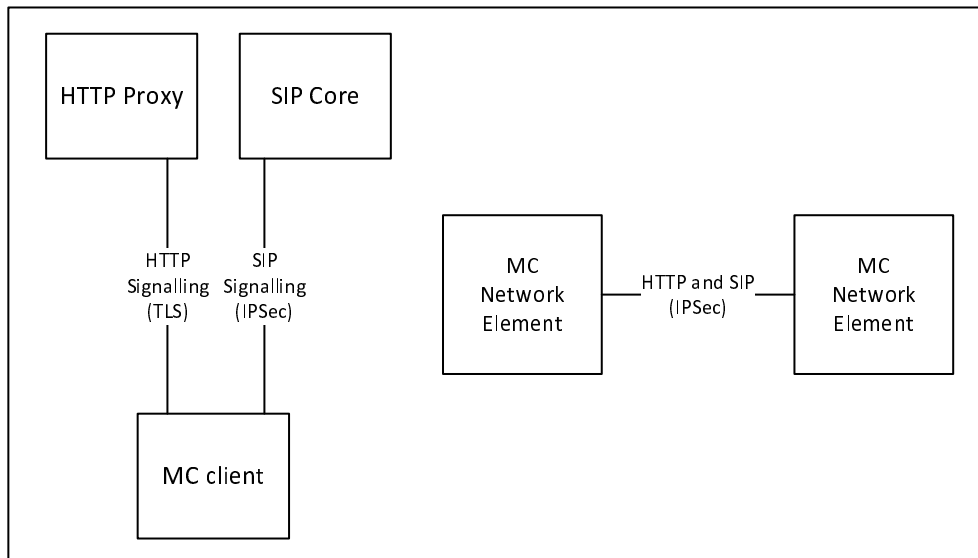 HTTP Proxy
SIP Core
HTTP
Signalling
(TLS)
SIP
Signalling
(IPSec)
MC client
MC
Network
Element
HTTP and SIP
(IPSec)
MC
Network
Element